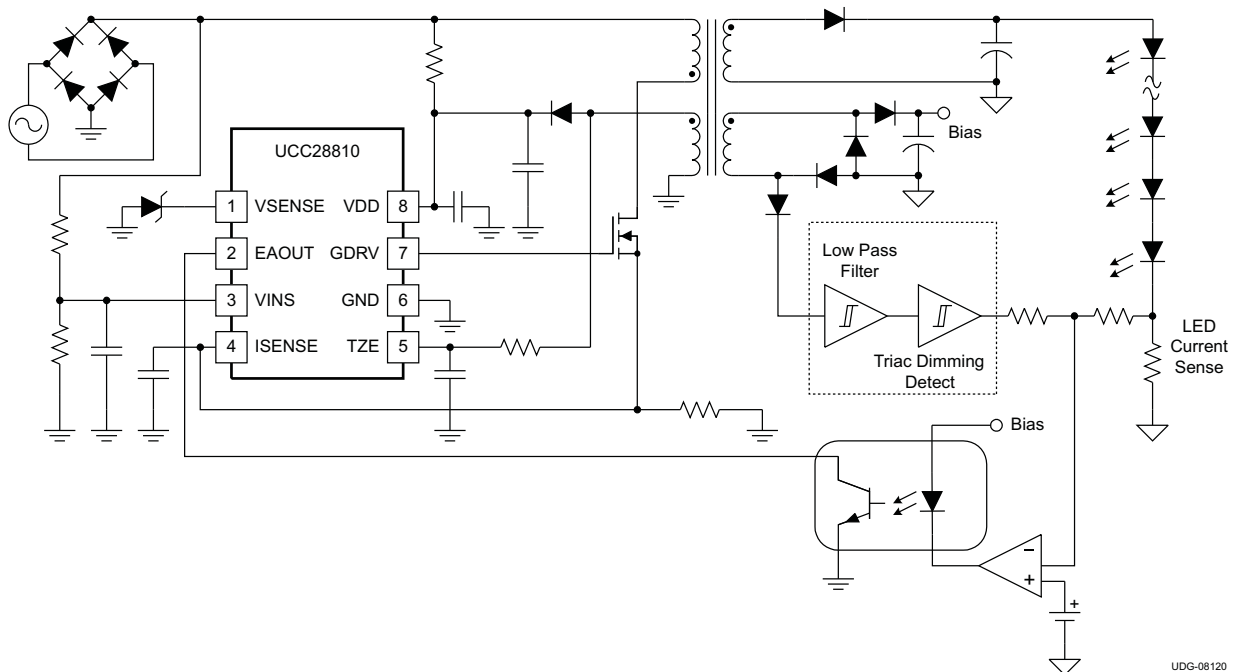 UCC28810
1 VSENSE VDD 8
2 EAOUT GDRV 7
3 VINS GND 6
4 ISENSE TZE 5
Bias
Low Pass
Filter
Triac Dimming
Detect
LED
Current
Sense
Bias
−
+
+
UDG-08120